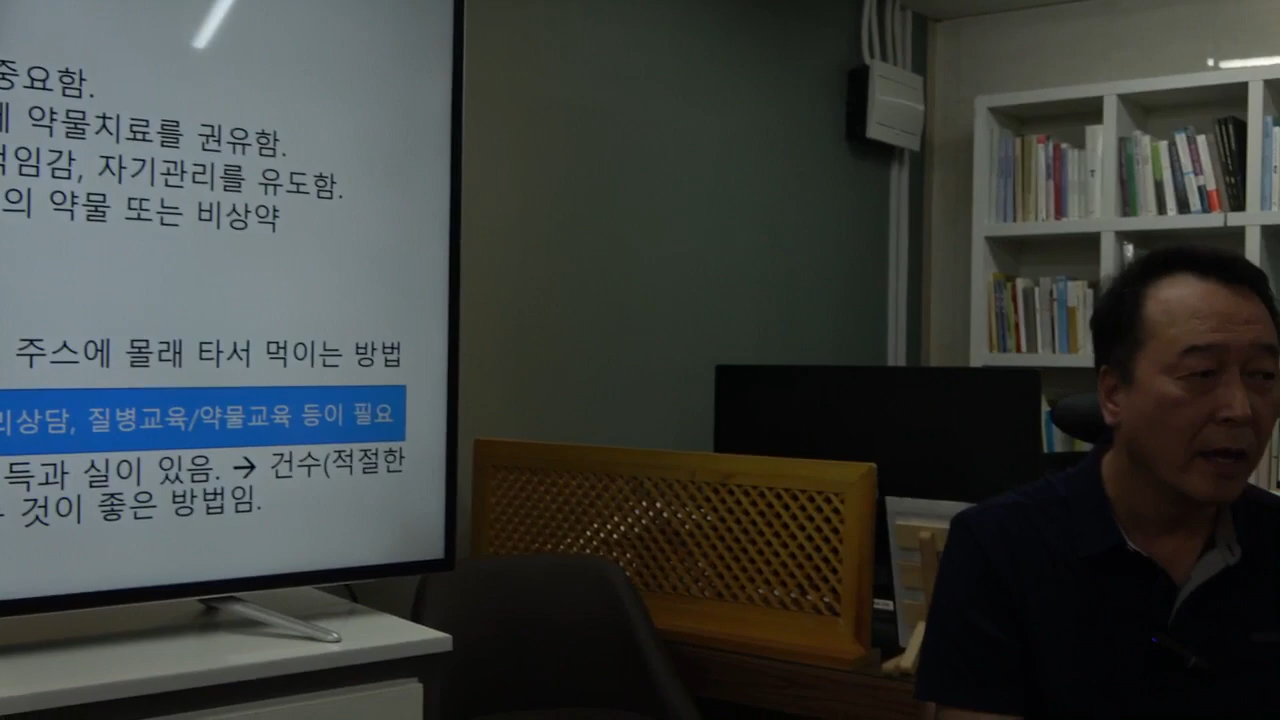 중요함.
약물치료를 권유함.
책임감, 자기관리를 유도함.
의 약물 또는 비상약
주스에 몰래 타서 먹이는 방법
리상담, 질병교육/약물교육 등이 필요
득과 실이 있음. → 건수(적절한
것이 좋은 방법임.